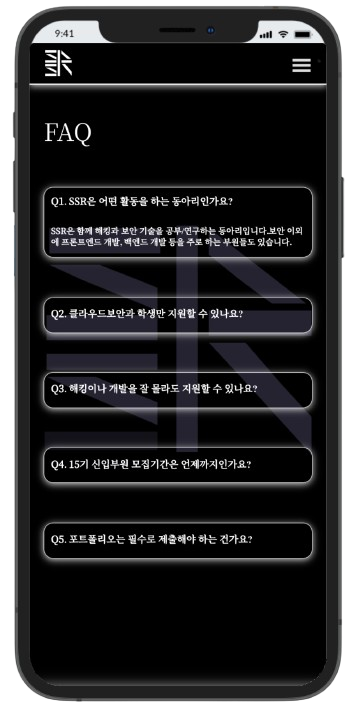 9:41
FAQ
Q1. SSR은 어떤 활동을 하는 동아리인가요?
SSR은 함께 해킹과 보안 기술을 공부/연구하는 동아리입니다.보안 이외
에 프론트엔드 개발, 백엔드 개발 등을 주로 하는 부원들도 있습니다.
Q2. 클라우드보안과 학생만 지원할 수 있나요?
Q3. 해킹이나 개발을 잘 몰라도 지원할 수 있나요?
Q4. 15기 신입부원 모집기간은 언제까지인가요?
Q5. 포트폴리오는 필수로 제출해야 하는 건가요?